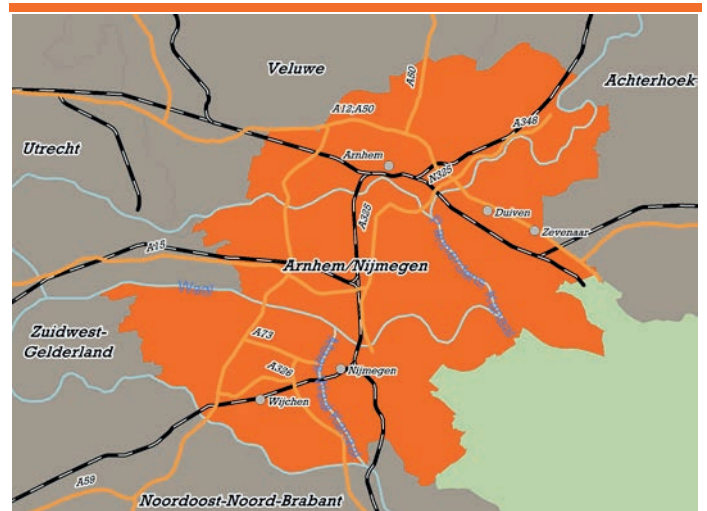 Veluwe
A50
Achterhoek
A12;A50
A348
Utrecht
Arnhem
N325
A325
Duiven
Zevenaar
A15
Arnhem/Nijmegen
Waal
Zuidwest-
Gelderland
A73
A326
Nijmegen
Wijchen
A59
Noordoost-Noord-Brabant